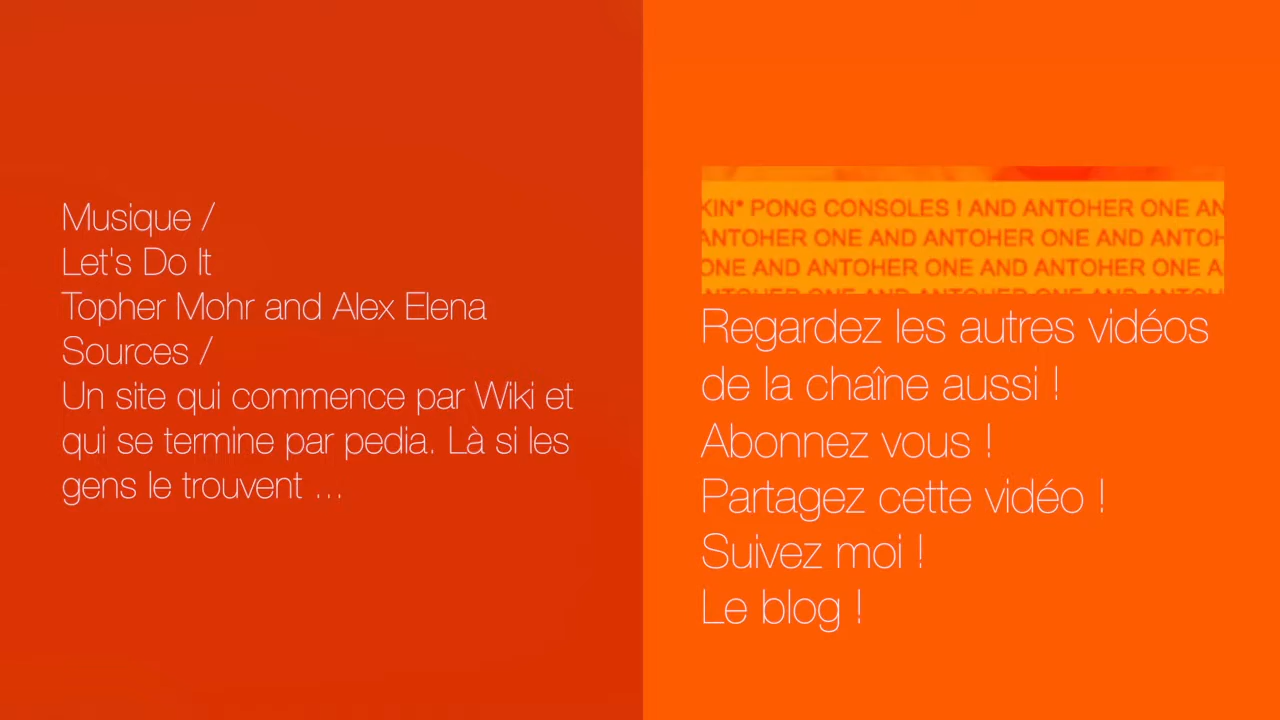 Musique /
Let's Do It
Topher Mohr and Alex Elena
Sources /
Un site qui commence par Wiki et
qui se termine par pedia. Là si les
gens le trouvent ...
KIN* PONG CONSOLES ! AND ANTOHER ONE AN
ANTOHER ONE AND ANTOHER ONE AND ANTOH
ONE AND ANTOHER ONE AND ANTOHER ONE A
Regardez les autres vidéos
de la chaîne aussi !
Abonnez vous !
Partagez cette vidéo !
Suivez moi !
Le blog !